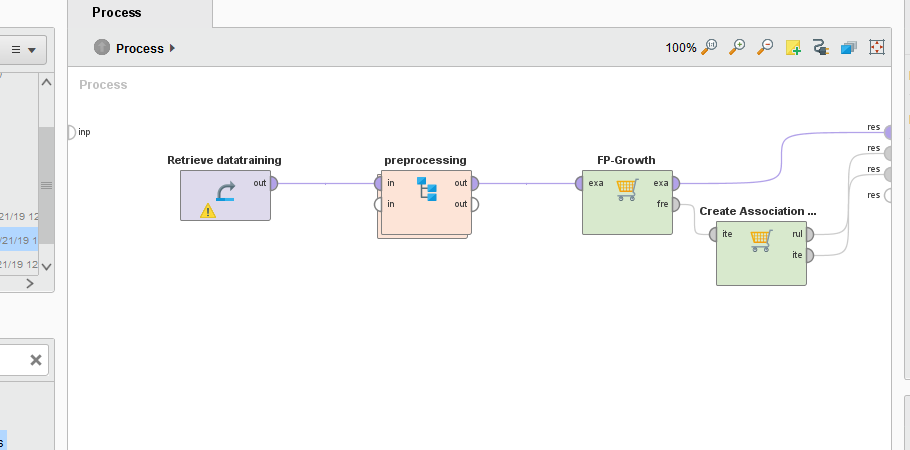 Process
Process
100%
Process
inp
res
res
res
res
Retrieve datatraining
out
preprocessing
in
out
in
out
FP-Growth
exa
exa
fre
Create Association ...
ite
rul
ite
21/19 12
/21/19 1
21/19 12
s